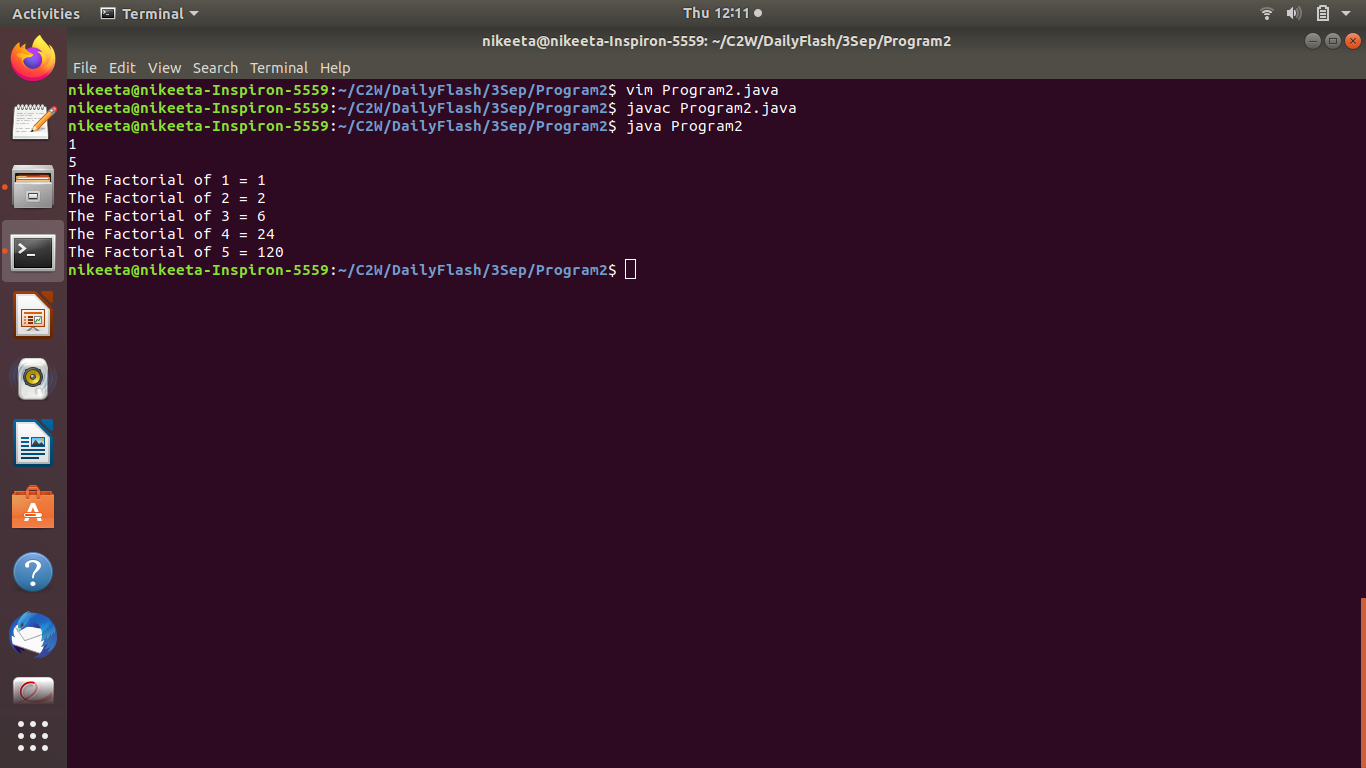 Activities Terminal Thu 12:11
nikeeta@nikeeta-Inspiron-5559: ~/C2W/DailyFlash/3Sep/Program2
File Edit View Search Terminal Help
nikeeta@nikeeta-Inspiron-5559:~/C2W/DailyFlash/3Sep/Program2$ vim Program2.java
nikeeta@nikeeta-Inspiron-5559:~/C2W/DailyFlash/3Sep/Program2$ javac Program2.java
nikeeta@nikeeta-Inspiron-5559:~/C2W/DailyFlash/3Sep/Program2$ java Program2
1
5
The Factorial of 1 = 1
The Factorial of 2 = 2
The Factorial of 3 = 6
The Factorial of 4 = 24
The Factorial of 5 = 120
nikeeta@nikeeta-Inspiron-5559:~/C2W/DailyFlash/3Sep/Program2$